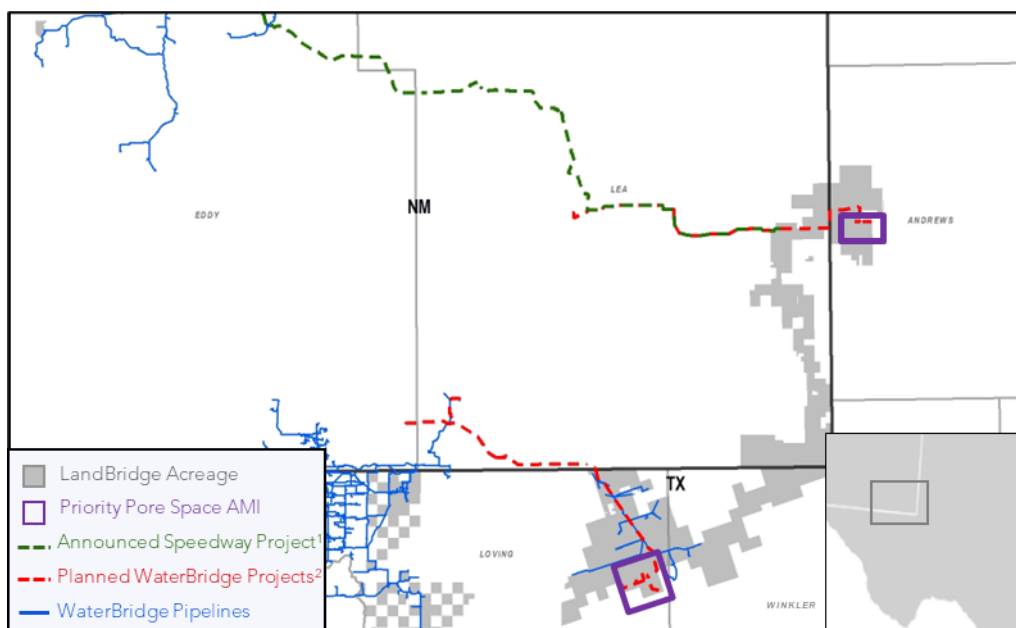 LEA
EDDY
NM
ANDREWS
LandBridge Acreage
Priority Pore Space AMI
Announced Speedway Project¹
Planned WaterBridge Projects²
WaterBridge Pipelines
TX
LOVING
WINKLER